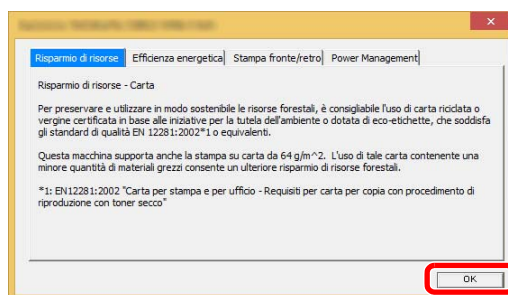 Risparmio di risorse Efficienza energetica Stampa fronte/retro Power Management
Risparmio di risorse - Carta
Per preservare e utilizzare in modo sostenibile le risorse forestali, è consigliabile l'uso di carta riciclata o
vergine certificata in base alle iniziative per la tutela dell'ambiente o dotata di eco-etichette, che soddisfa
gli standard di qualità EN 12281:2002*1 o equivalenti.
Questa macchina supporta anche la stampa su carta da 64 g/m^2. L'uso di tale carta contenente una
minore quantità di materiali grezzi consente un ulteriore risparmio di risorse forestali.
*1: EN12281:2002 "Carta per stampa e per ufficio - Requisiti per carta per copia con procedimento di
riproduzione con toner secco"
OK